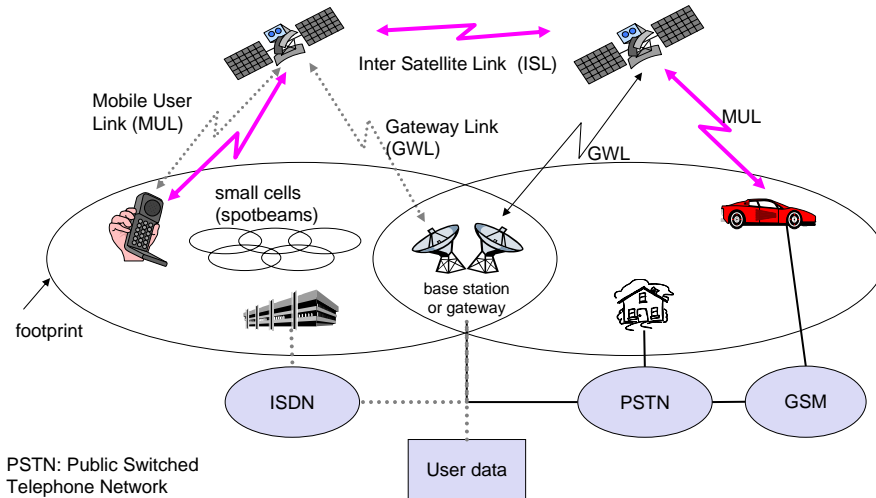 Inter Satellite Link  (ISL)
Mobile User
Link (MUL)
Gateway Link
(GWL)
MUL
GWL
small cells
(spotbeams)
base station
or gateway
footprint
ISDN
PSTN
GSM
User data
PSTN: Public Switched
Telephone Network